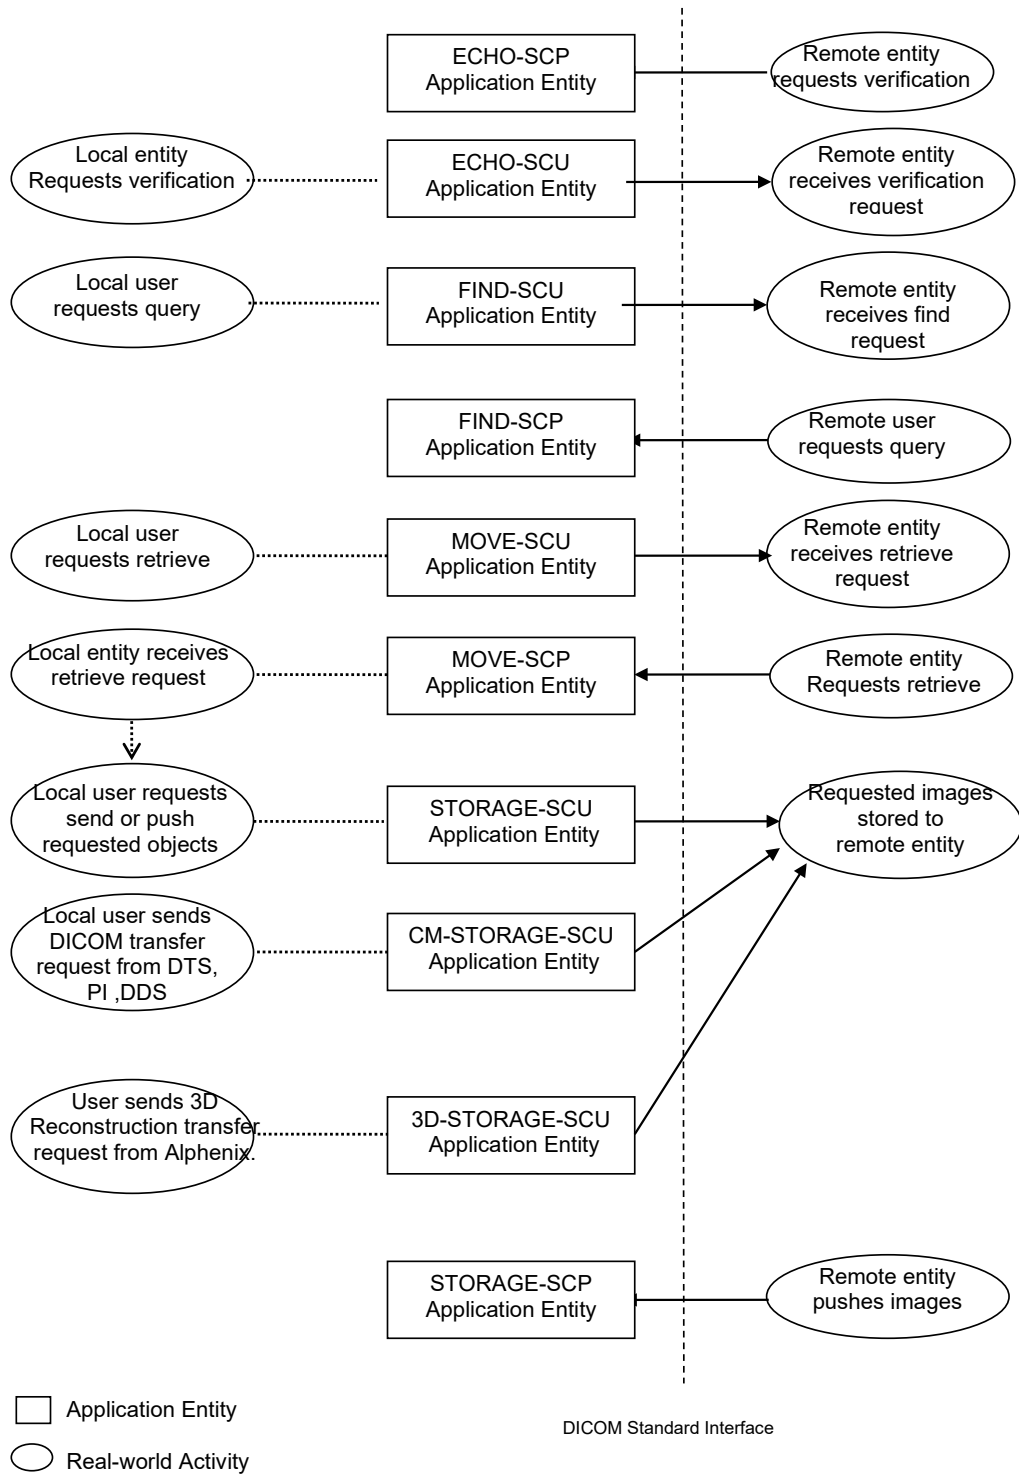 ECHO-SCP
Application Entity
Remote entity
requests verification
Local entity
Requests verification
ECHO-SCU
Application Entity
Remote entity
receives verification
request
Local user
requests query
FIND-SCU
Application Entity
Remote entity
receives find
request
FIND-SCP
Application Entity
Remote user
requests query
Local user
requests retrieve
MOVE-SCU
Application Entity
Remote entity
receives retrieve
request
Local entity receives
retrieve request
MOVE-SCP
Application Entity
Remote entity
Requests retrieve
Local user requests
send or push
requested objects
STORAGE-SCU
Application Entity
Requested images
stored to
remote entity
Local user sends
DICOM transfer
request from DTS,
PI ,DDS
CM-STORAGE-SCU
Application Entity
User sends 3D
Reconstruction transfer
request from Alphenix.
3D-STORAGE-SCU
Application Entity
STORAGE-SCP
Application Entity
Remote entity
pushes images
Application Entity
DICOM Standard Interface
Real-world Activity